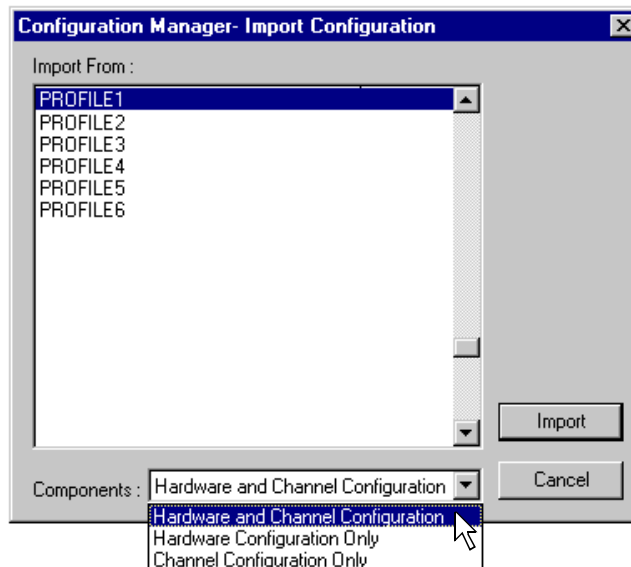 Configuration Manager- Import Configuration
Import From :
PROFILE1
PROFILE2
PROFILE3
PROFILE4
PROFILE5
PROFILE6
Import
Components : Hardware and Channel Configuration
Cancel
Hardware and Channel Configuration
Hardware Configuration Only
Channel Configuration Only